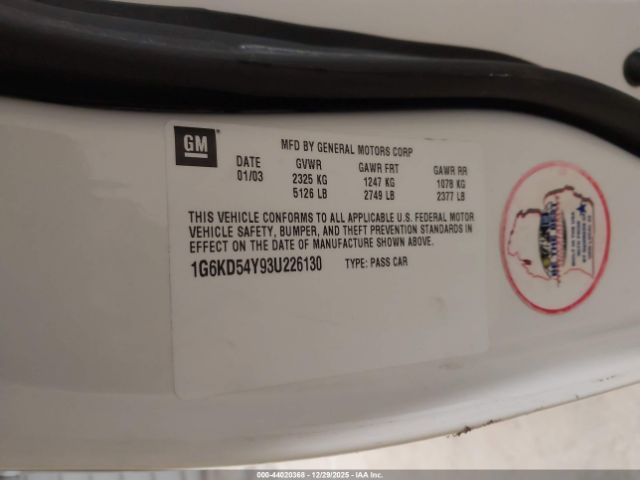 GM
MFD BY GENERAL MOTORS CORP
DATE GVWR GAWR FRT GAWR RR
01/03 2325 KG 1247 KG 1078 KG
5126 LB 2749 LB 2377 LB
THIS VEHICLE CONFORMS TO ALL APPLICABLE U.S. FEDERAL MOTOR
VEHICLE SAFETY, BUMPER, AND THEFT PREVENTION STANDARDS IN
EFFECT ON THE DATE OF MANUFACTURE SHOWN ABOVE.
1G6KD54Y93U226130 TYPE: PASS CAR
000-44020368 - 12/29/2025 - IAAI, Inc.